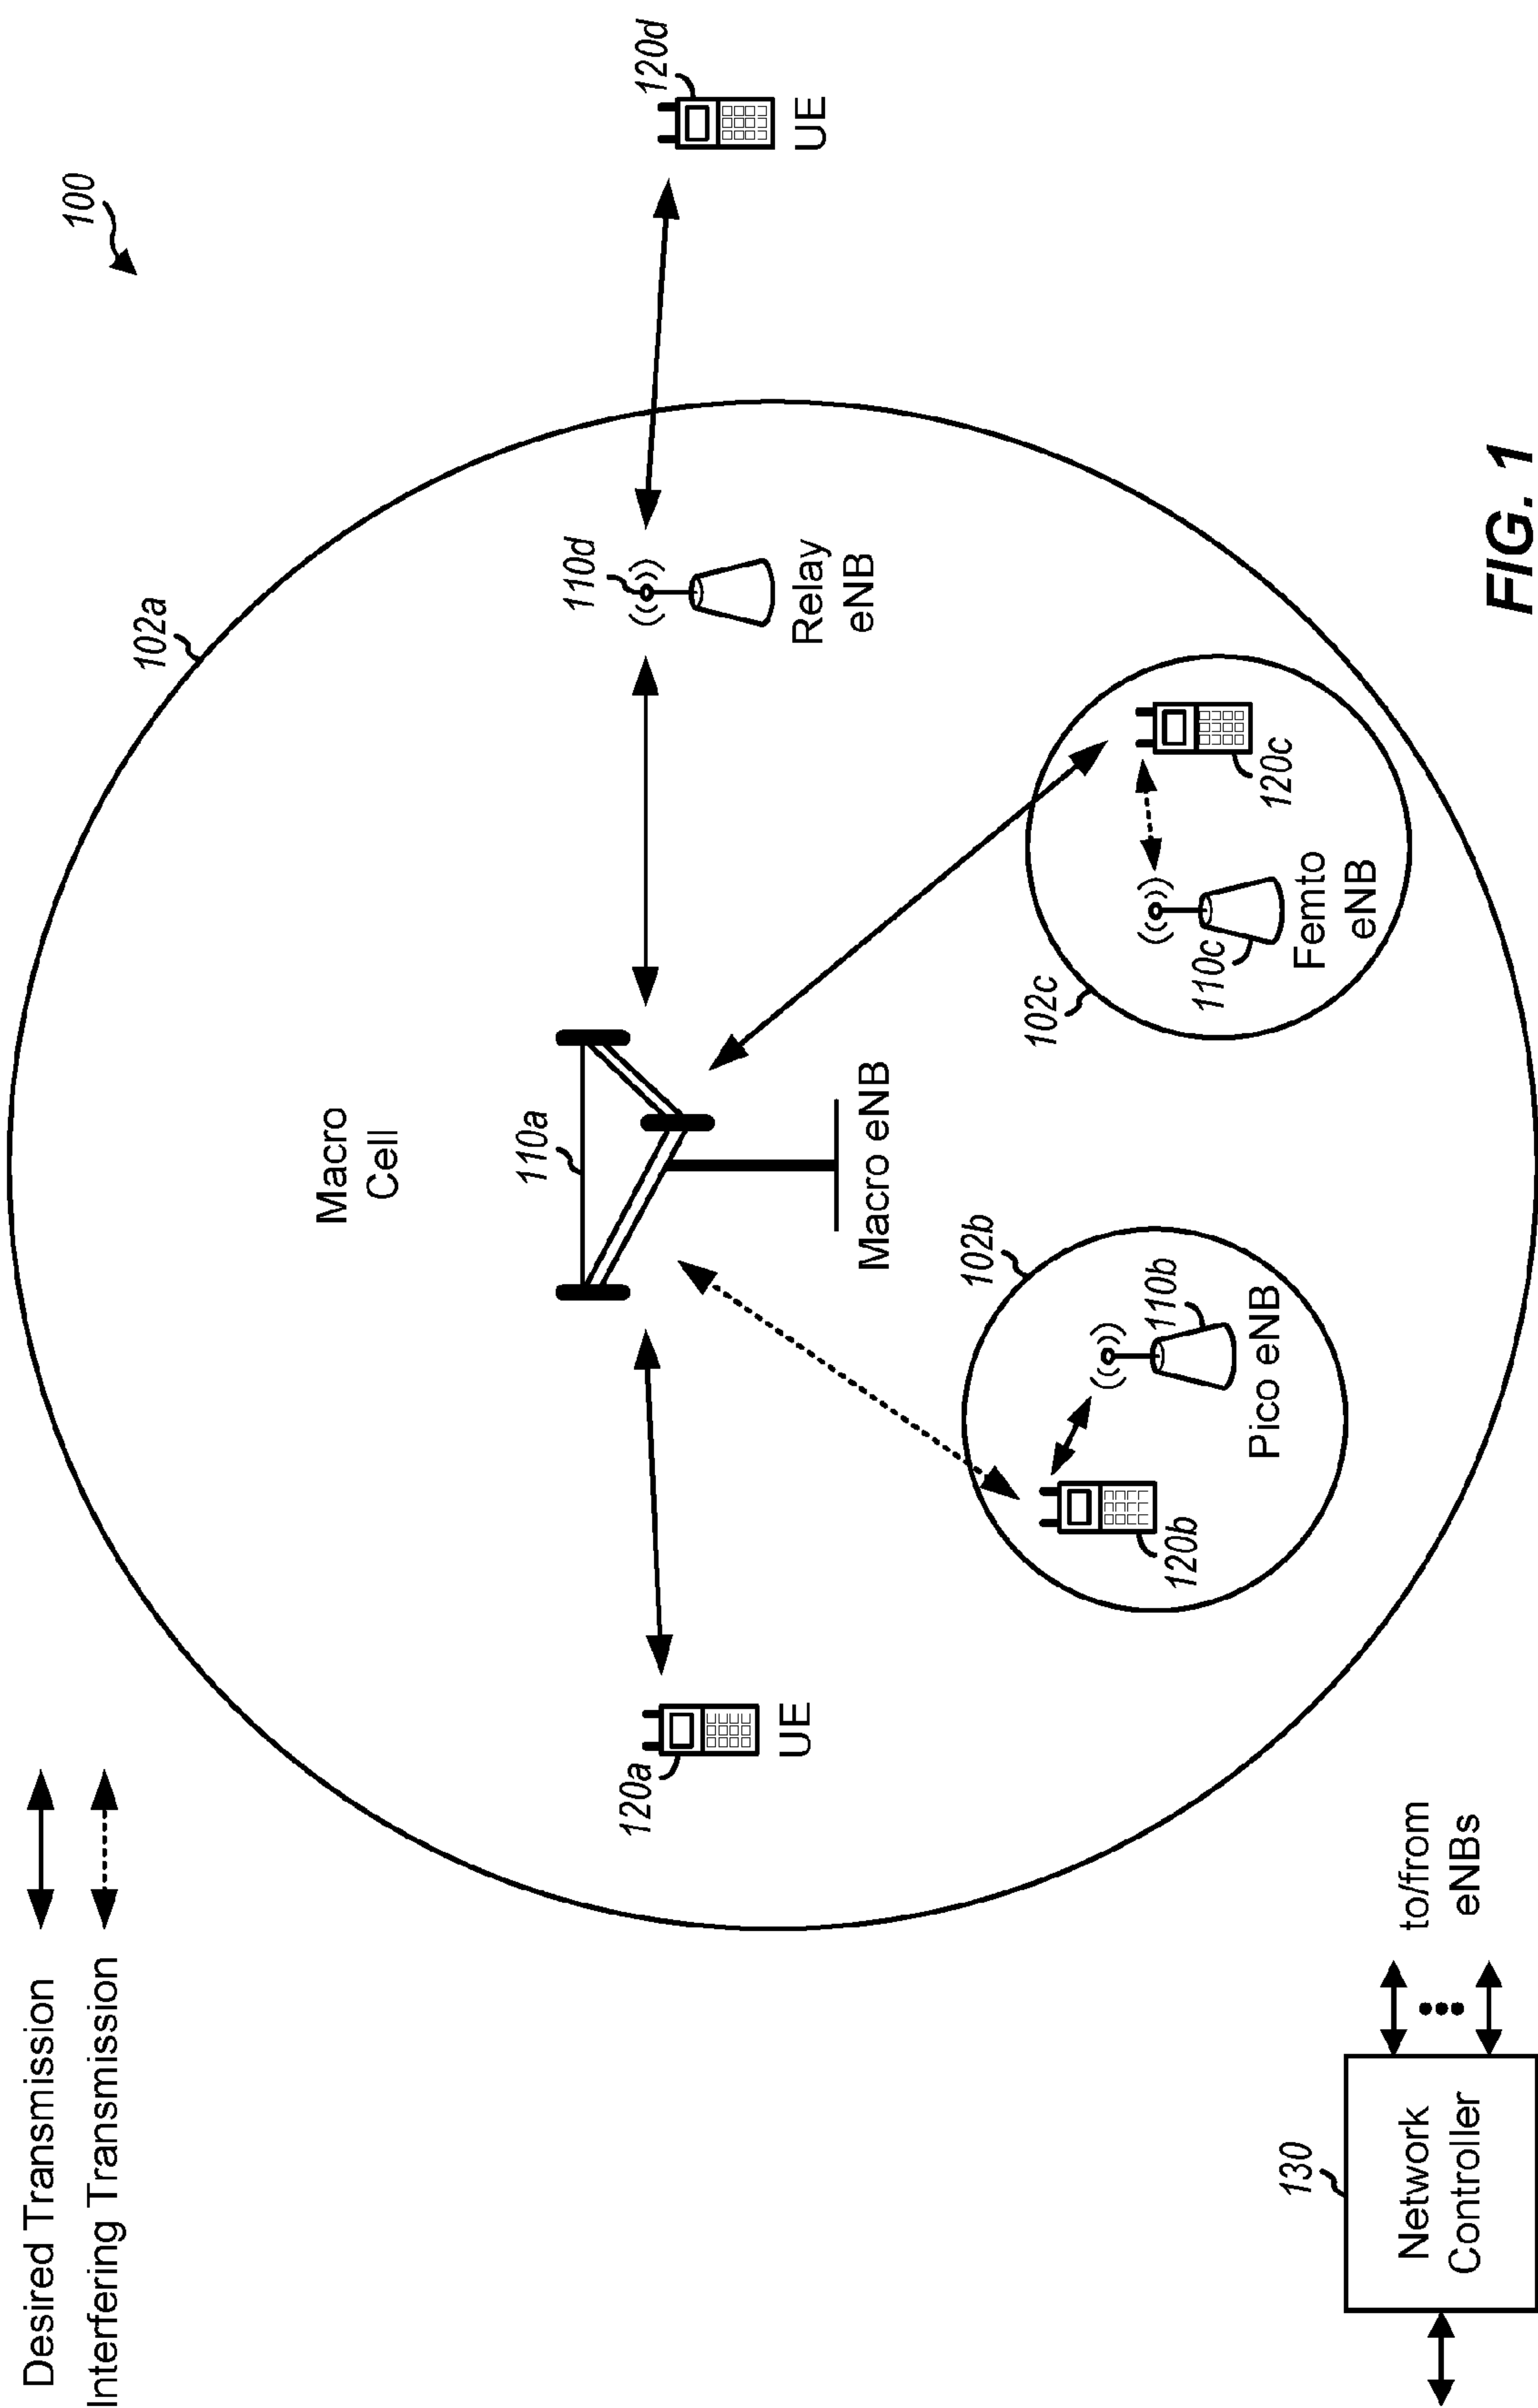 Desired Transmission
Interfering Transmission
100
102a
Macro
Cell
110a
Macro eNB
120a
UE
110d
Relay
eNB
120d
UE
102b
120b
110b
Pico eNB
102c
110c
Femto
eNB
120c
130
Network
Controller
to/from
eNBs
FIG. 1